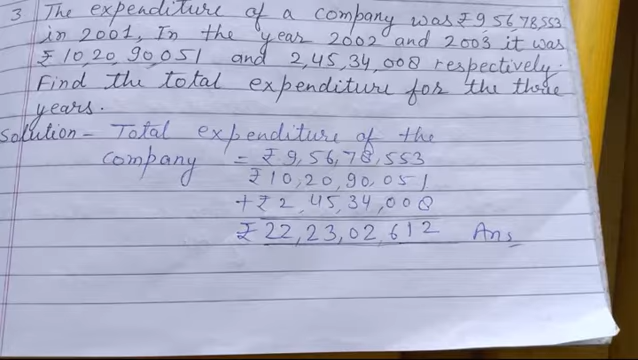 3 The expenditure of a company was ₹9,56,78,553
in 2001, In the year 2002 and 2003 it was
₹10,20,90,051 and 2,45,34,008 respectively.
Find the total expenditure for the three
years.
Solution - Total expenditure of the
company = ₹9,56,78,553
₹10,20,90,051
+₹2,45,34,008
₹22,23,02,612 Ans